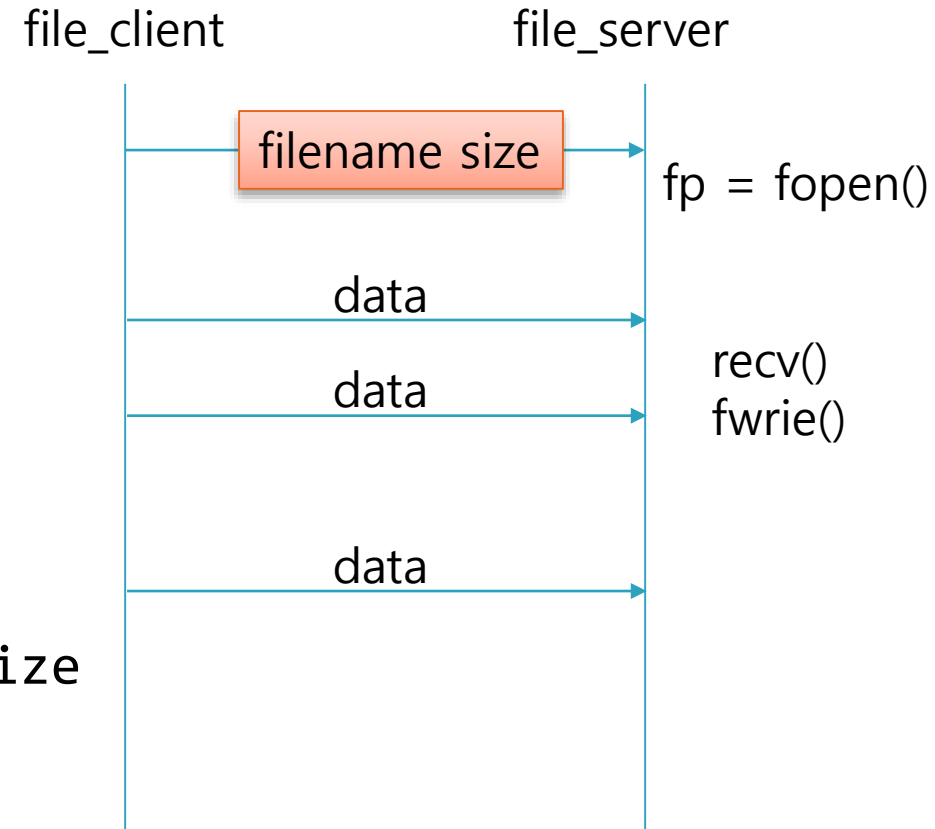 file_client
file_server
filename size
fp = fopen()
data
recv()
data
fwrie()
data
ize